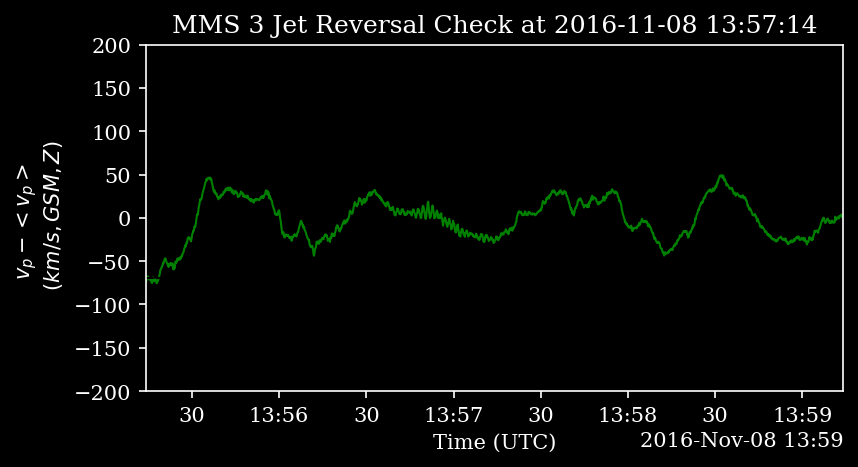 MMS 3 Jet Reversal Check at 2016-11-08 13:57:14
200
150
100
50
0
−50
−100
−150
−200
v_p − <v_p>
(km/s, GSM, Z)
30 13:56 30 13:57 30 13:58 30 13:59
Time (UTC)
2016-Nov-08 13:59